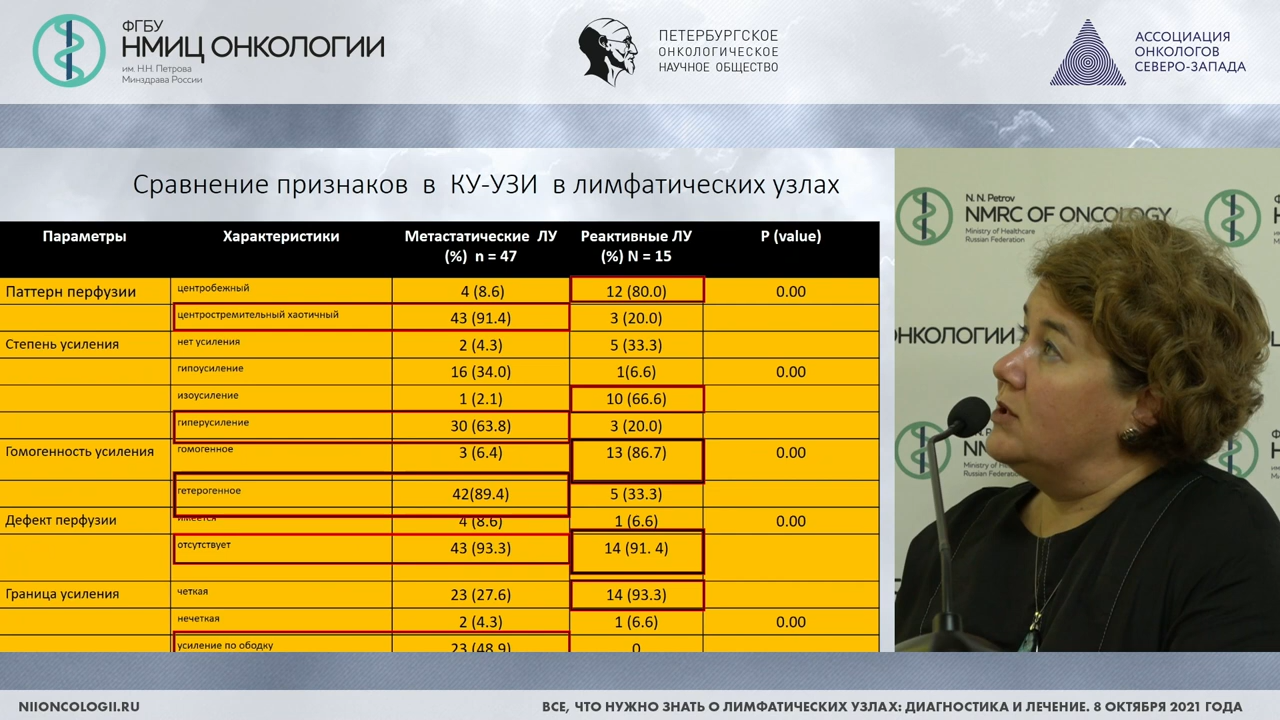 ФГБУ
НМИЦ ОНКОЛОГИИ
им. Н.Н. Петрова
Минздрава России
ПЕТЕРБУРГСКОЕ
ОНКОЛОГИЧЕСКОЕ
НАУЧНОЕ ОБЩЕСТВО
АССОЦИАЦИЯ
ОНКОЛОГОВ
СЕВЕРО-ЗАПАДА
Сравнение признаков в КУ-УЗИ в лимфатических узлах
Параметры Характеристики Метастатические ЛУ (%) n = 47 Реактивные ЛУ (%) N = 15 P (value)
Паттерн перфузии центробежный 4 (8.6) 12 (80.0) 0.00
центростремительный хаотичный 43 (91.4) 3 (20.0)
Степень усиления нет усиления 2 (4.3) 5 (33.3)
гипоусиление 16 (34.0) 1(6.6) 0.00
изоусиление 1 (2.1) 10 (66.6)
гиперусиление 30 (63.8) 3 (20.0)
Гомогенность усиления гомогенное 3 (6.4) 13 (86.7) 0.00
гетерогенное 42(89.4) 5 (33.3)
Дефект перфузии имеется 4 (8.6) 1 (6.6) 0.00
отсутствует 43 (93.3) 14 (91. 4)
Граница усиления четкая 23 (27.6) 14 (93.3)
нечеткая 2 (4.3) 1 (6.6) 0.00
усиление по ободку 23 (48.9) 0
N. N. Petrov
NMRC OF ONCOLOGY
Ministry of Healthcare
Russian Federation
НКОЛОГИИ
NIIONCOLOGII.RU
ВСЕ, ЧТО НУЖНО ЗНАТЬ О ЛИМФАТИЧЕСКИХ УЗЛАХ: ДИАГНОСТИКА И ЛЕЧЕНИЕ. 8 ОКТЯБРЯ 2021 ГОДА